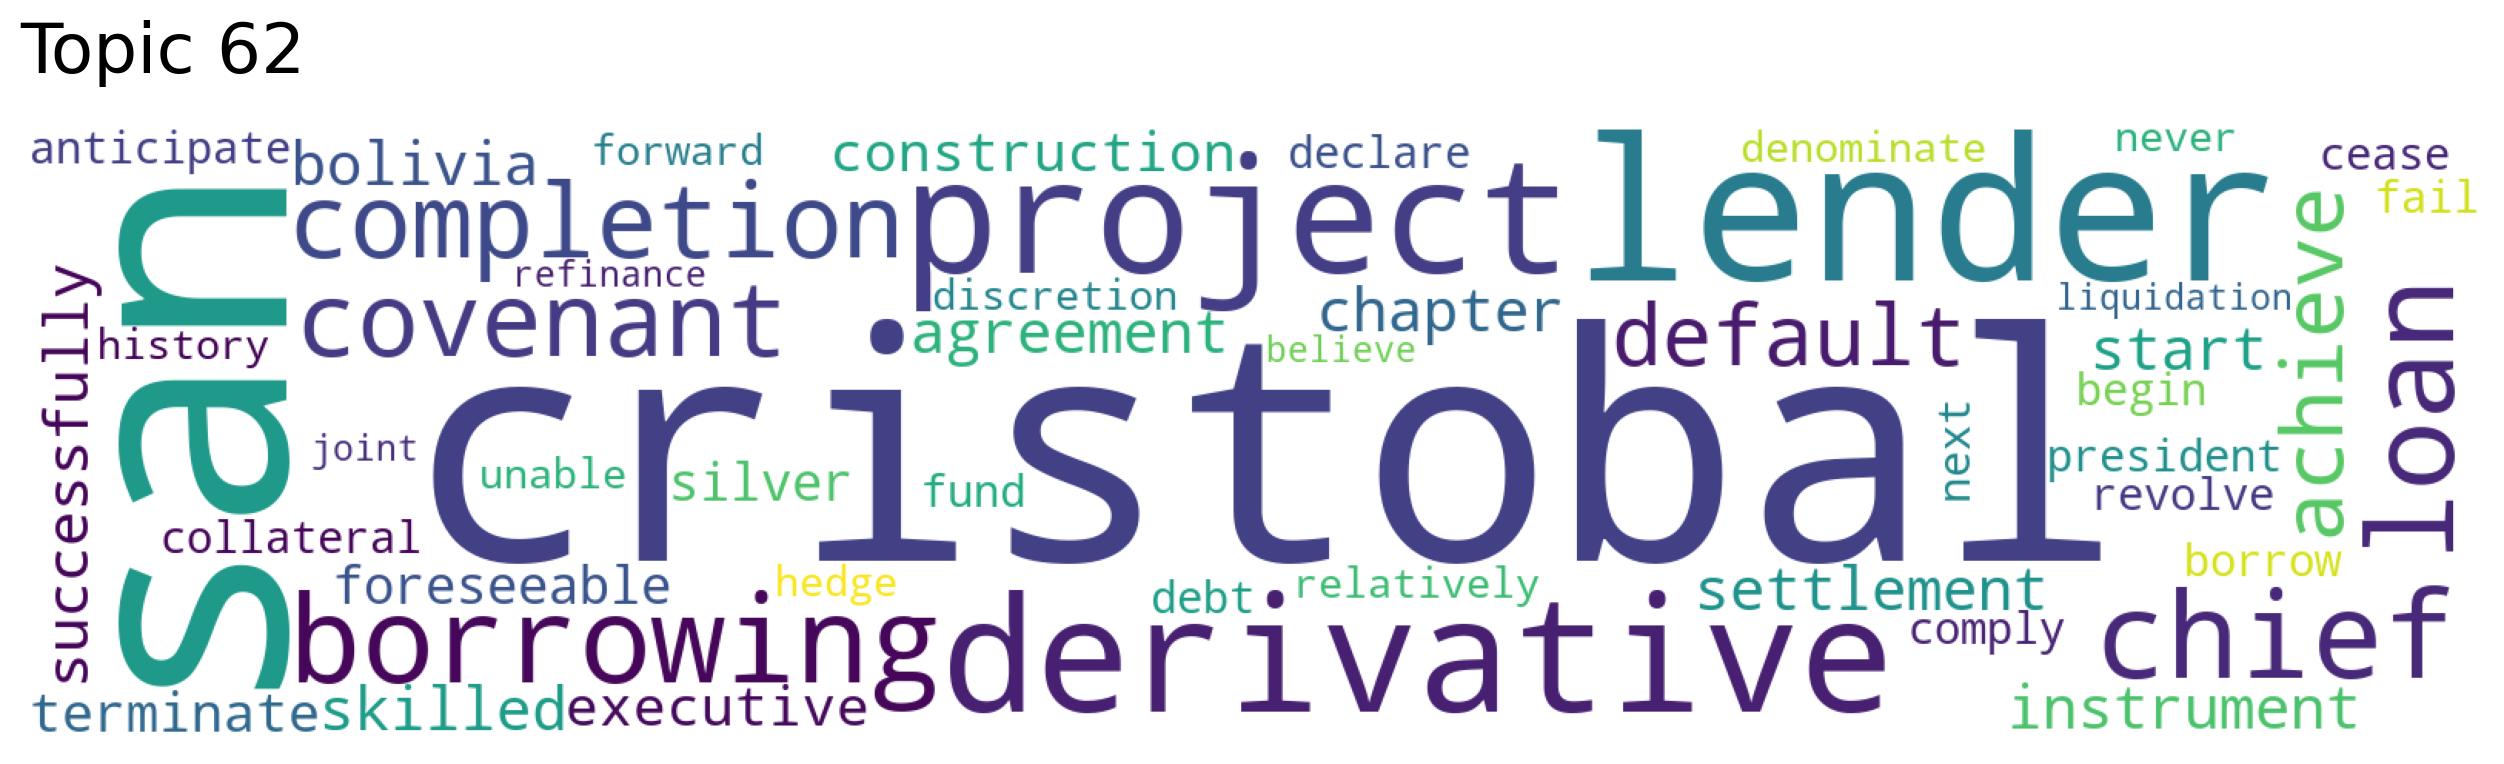 Topic 62
anticipate
bolivia
forward
construction
declare
denominate
never
cease
fail
completion
project
lender
refinance
covenant
discretion
agreement
chapter
believe
default
liquidation
start
achieve
loan
successfully
history
san
cristobal
begin
next
joint
unable
silver
fund
president
revolve
collateral
foreseeable
hedge
debt
relatively
settlement
borrow
borrowing
derivative
comply
chief
terminate
skilled
executive
instrument